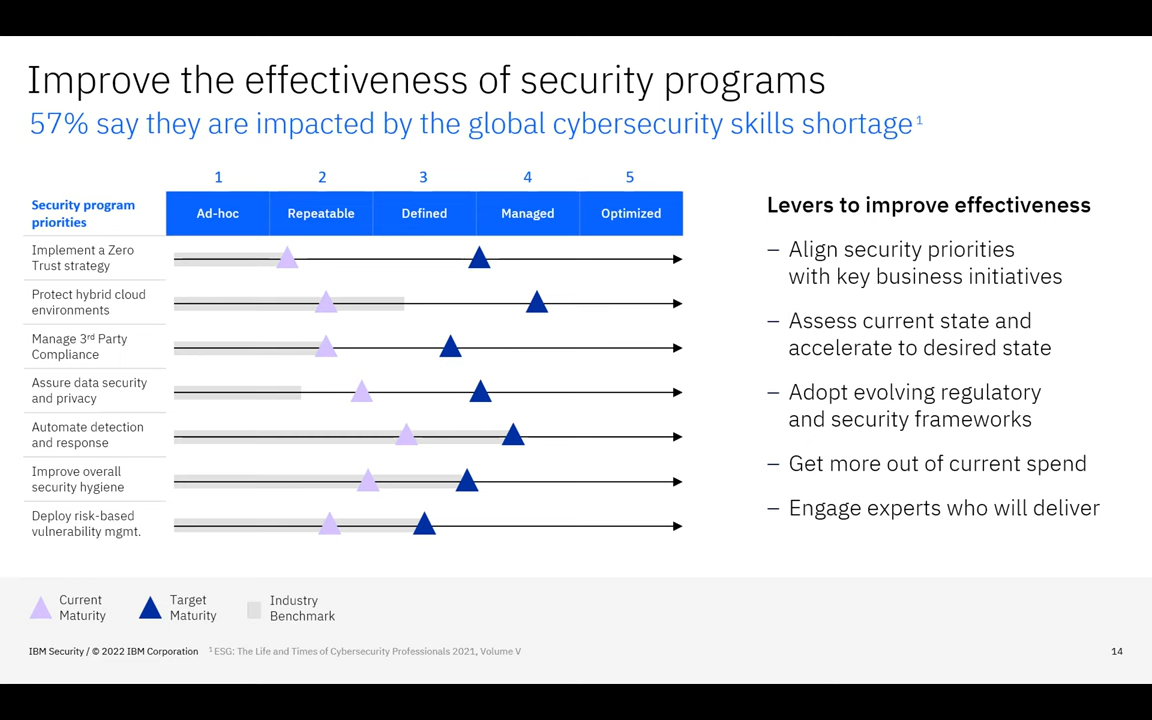 Improve the effectiveness of security programs
57% say they are impacted by the global cybersecurity skills shortage¹
1 2 3 4 5
Security program
priorities
Ad-hoc Repeatable Defined Managed Optimized
Implement a Zero
Trust strategy
Protect hybrid cloud
environments
Manage 3rd Party
Compliance
Assure data security
and privacy
Automate detection
and response
Improve overall
security hygiene
Deploy risk-based
vulnerability mgmt.
Levers to improve effectiveness
– Align security priorities
with key business initiatives
– Assess current state and
accelerate to desired state
– Adopt evolving regulatory
and security frameworks
– Get more out of current spend
– Engage experts who will deliver
Current
Maturity
Target
Maturity
Industry
Benchmark
IBM Security / © 2022 IBM Corporation
¹ ESG: The Life and Times of Cybersecurity Professionals 2021, Volume V
14